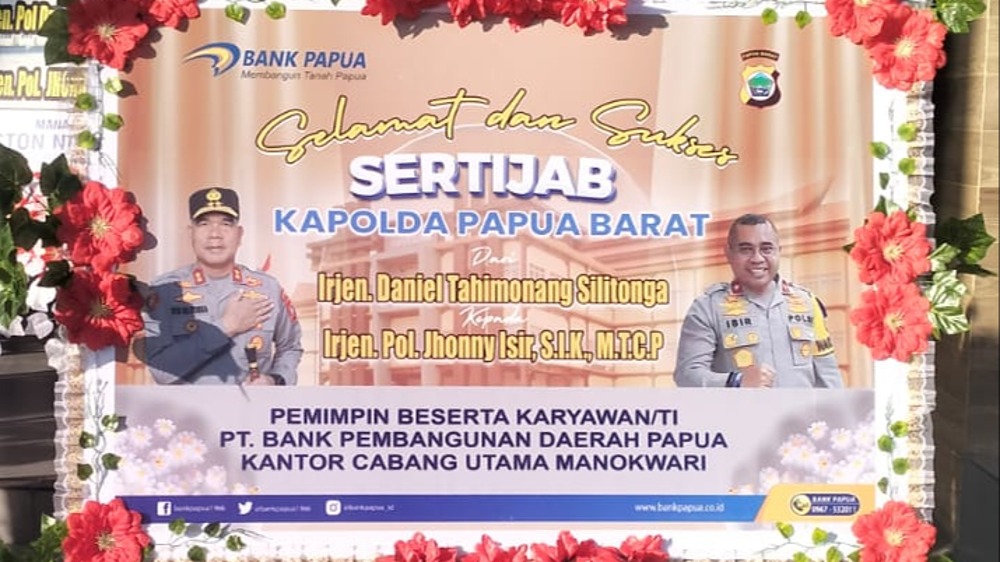 BANK PAPUA
Membangun Tanah Papua
Selamat dan Sukses
SERTIJAB
KAPOLDA PAPUA BARAT
Dari
Irjen. Daniel Tahimonang Silitonga
Kepada
Irjen. Pol. Jhonny Isir, S.I.K., M.T.C.P
ISIR
PEMIMPIN BESERTA KARYAWAN/TI
PT. BANK PEMBANGUNAN DAERAH PAPUA
KANTOR CABANG UTAMA MANOKWARI
www.bankpapua.co.id
BANK PAPUA